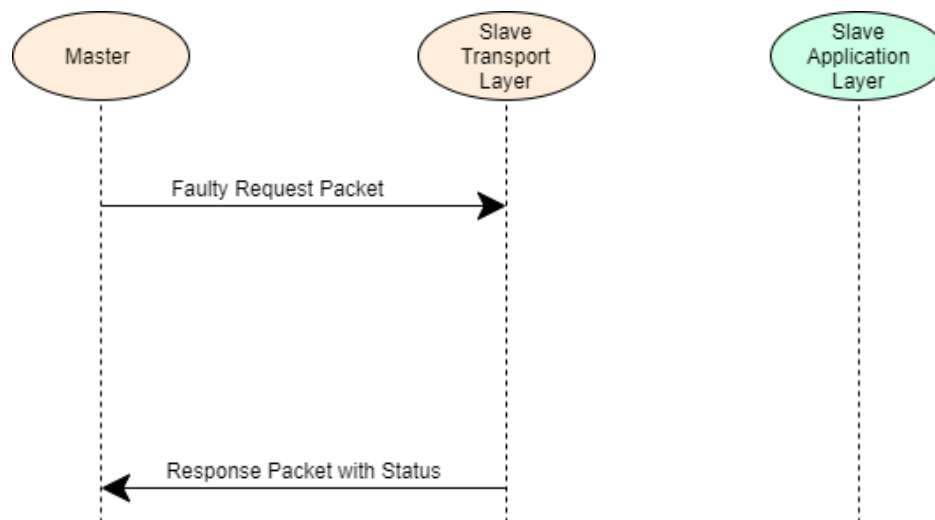 Master
Slave
Transport
Layer
Slave
Application
Layer
Faulty Request Packet
Response Packet with Status